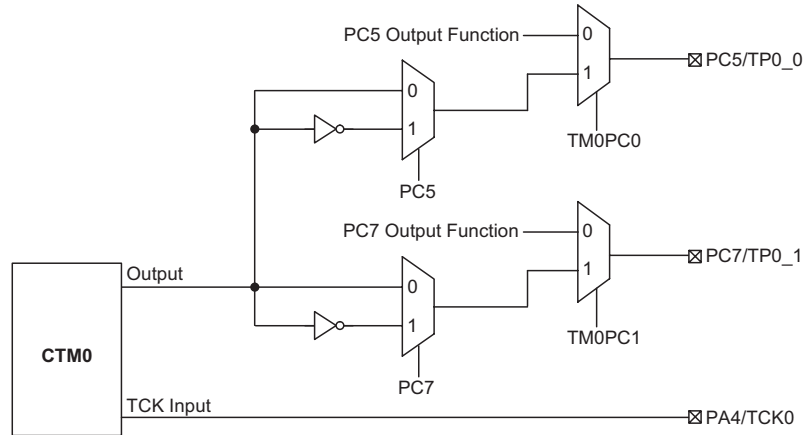 PC5 Output Function
0
1
PC5/TP0_0
0
1
TM0PC0
PC5
PC7 Output Function
0
1
PC7/TP0_1
Output
0
1
TM0PC1
CTM0
PC7
TCK Input
PA4/TCK0